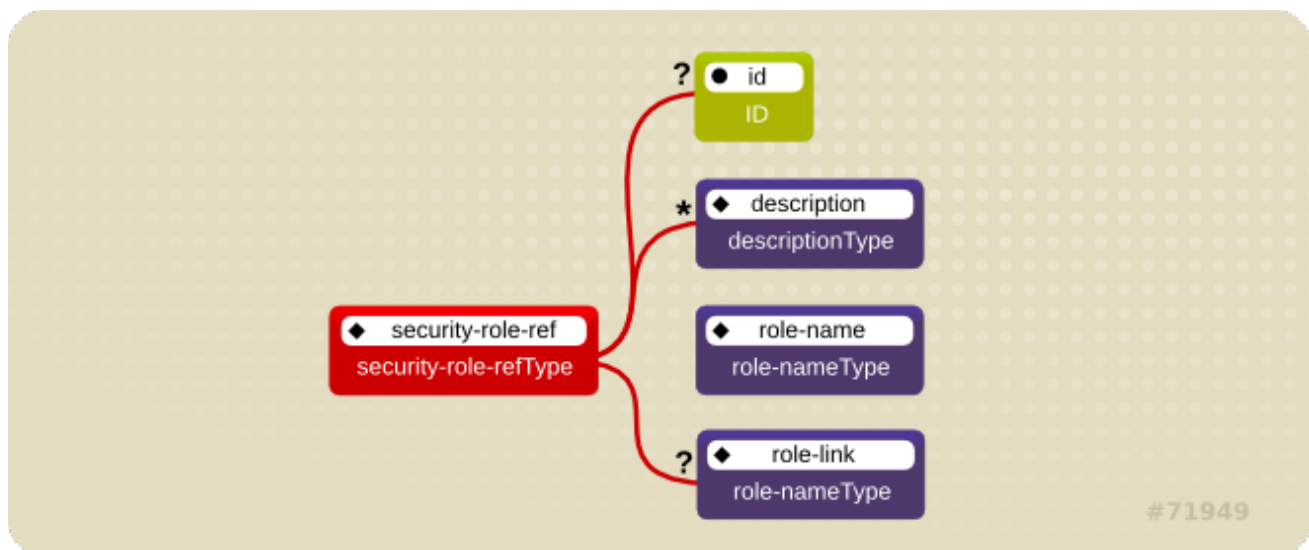 ?
id
ID
*
description
descriptionType
security-role-ref
security-role-refType
role-name
role-nameType
?
role-link
role-nameType
#71949